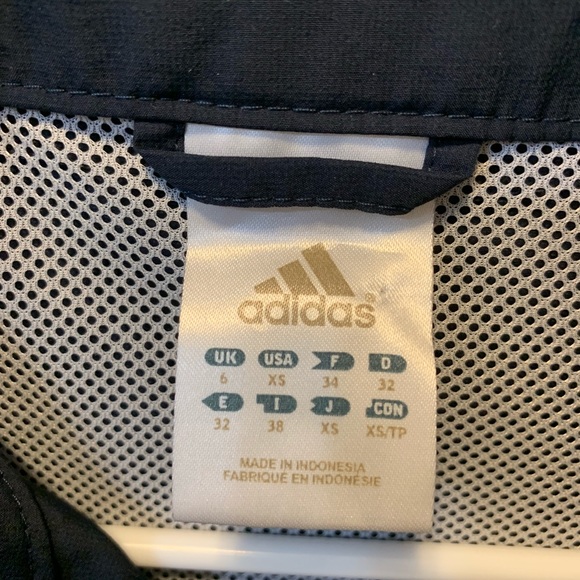 adidas®
UK USA F D
6 XS 34 32
E I J CDN
32 38 XS XS/TP
MADE IN INDONESIA
FABRIQUÉ EN INDONÉSIE